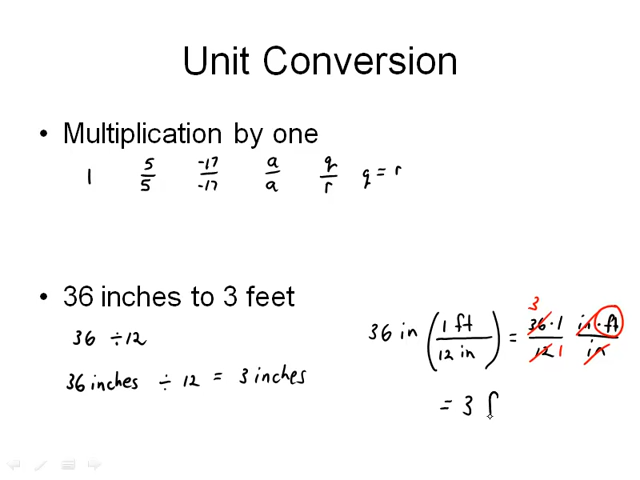 Unit Conversion
• Multiplication by one
1 5/5 -17/-17 a/a q/r q = r
• 36 inches to 3 feet
36 ÷12
36 inches ÷ 12 = 3 inches
36 in (1 ft / 12 in) = 3 36·1 / 12 1 in·ft / in
= 3 f